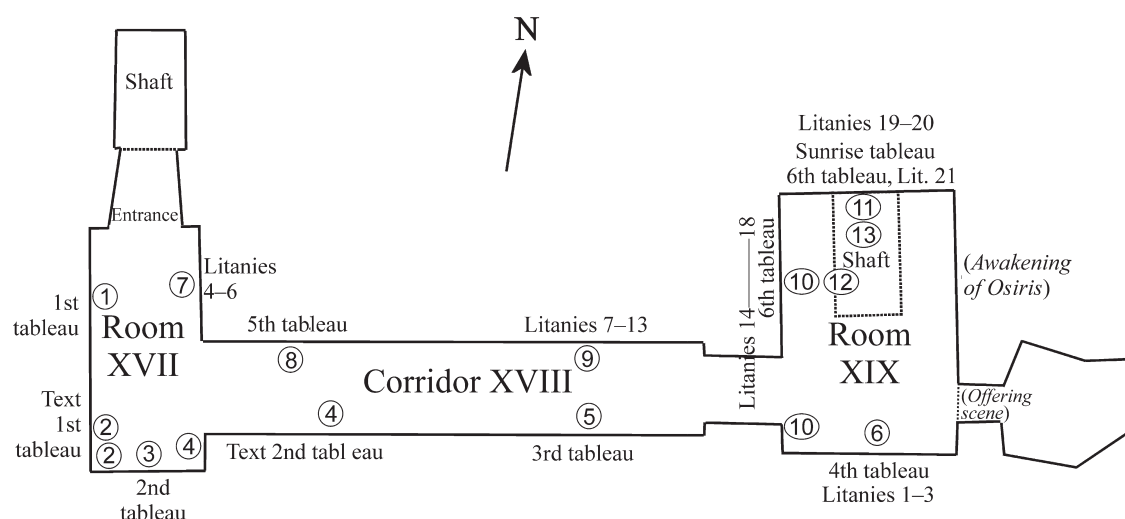 N
Shaft
Entrance
Litanies 19–20
Sunrise tableau
6th tableau, Lit. 21
11
13
Shaft
10
12
Litanies 14——18
6th tableau
(Awakening
of Osiris)
1
7
Litanies
4–6
1st
tableau
Room
XVII
5th tableau
8
Litanies 7–13
9
Corridor XVIII
Room
XIX
Text
1st
tableau
2
2
3
4
4
5
10
6
(Offering
scene)
Text 2nd tabl eau
3rd tableau
4th tableau
Litanies 1–3
2nd
tableau